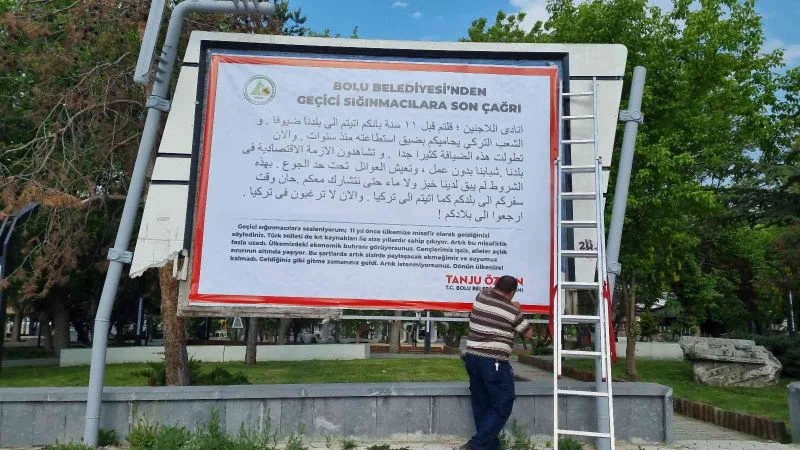 BOLU BELEDİYESİ'NDEN
GEÇİCİ SIĞINMACILARA SON ÇAĞRI
انادى اللاجئين ؛ قلتم قبل ١١ سنة بانكم اتيتم الى بلدنا ضيوفا . و
الشعب التركي يحاميكم بضيق استطاعته منذ سنوات . والان
تطولت هذه الضيافة كثيرا جدا . و تشاهدون الازمة الاقتصادية في
بلدنا. شبابنا بدون عمل ، وتعيش العوائل تحت حد الجوع . بهذه
الشروط لم يبق لدينا خبز ولا ماء حتى نتشارك معكم .حان وقت
سفركم الى بلدكم كما اتيتم الى تركيا . والان لا ترغبون فى تركيا .
ارجعوا الى بلادكم !
Geçici sığınmacılara sesleniyorum; 11 yıl önce ülkemize misafir olarak geldiğinizi
söylediniz. Türk Milleti de kıt kaynakları ile size yıllardır sahip çıkıyor. Artık bu misafirlik
fazla uzadı. Ülkemizdeki ekonomik buhranı görüyorsunuz. Gençlerimiz işsiz, aileler açlık
sınırının altında yaşıyor. Bu şartlarda artık sizinle paylaşacak ekmeğimiz ve suyumuz
kalmadı. Geldiğiniz gibi gitme zamanınız geldi. Artık istenmiyorsunuz. Dönün ülkenize!
TANJU
T.C. BOLU